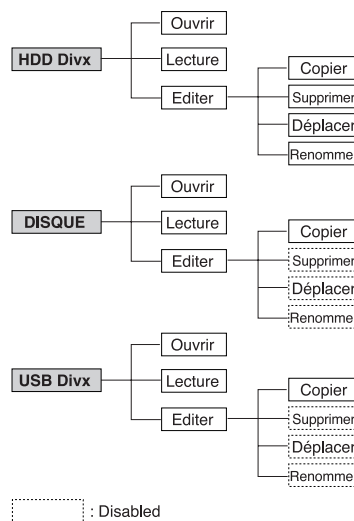 Ouvrir
HDD Divx
Lecture
Editer
Copier
Supprimer
Déplacer
Renomme
Ouvrir
DISQUE
Lecture
Editer
Copier
Supprimer
Déplacer
Renomme
Ouvrir
USB Divx
Lecture
Editer
Copier
Supprimer
Déplacer
Renomme
: Disabled